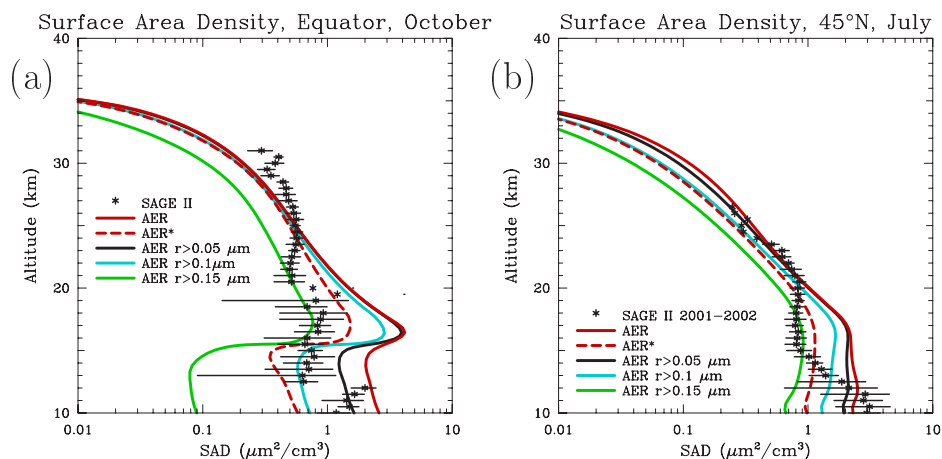 Surface Area Density, Equator, October
(a)
40
30
20
10
Altitude (km)
* SAGE II
AER
AER*
AER r>0.05 μm
AER r>0.1μm
AER r>0.15 μm
0.01 0.1 1 10
SAD (μm²/cm³)
Surface Area Density, 45°N, July
(b)
40
30
20
10
Altitude (km)
* SAGE II 2001-2002
AER
AER*
AER r>0.05 μm
AER r>0.1 μm
AER r>0.15 μm
0.01 0.1 1 10
SAD (μm²/cm³)